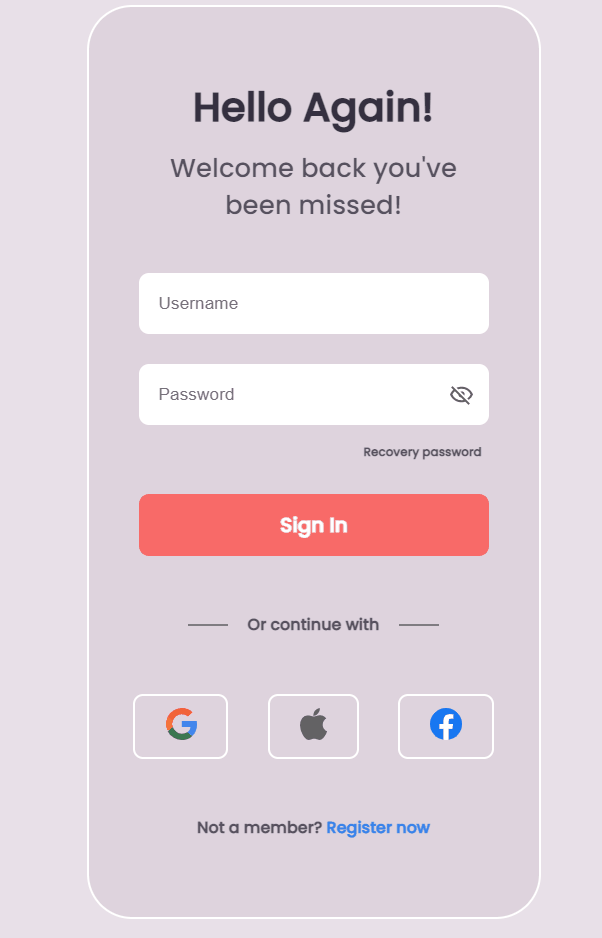 Hello Again!
Welcome back you've
been missed!
Username
Password
Recovery password
Sign In
Or continue with
Not a member? Register now